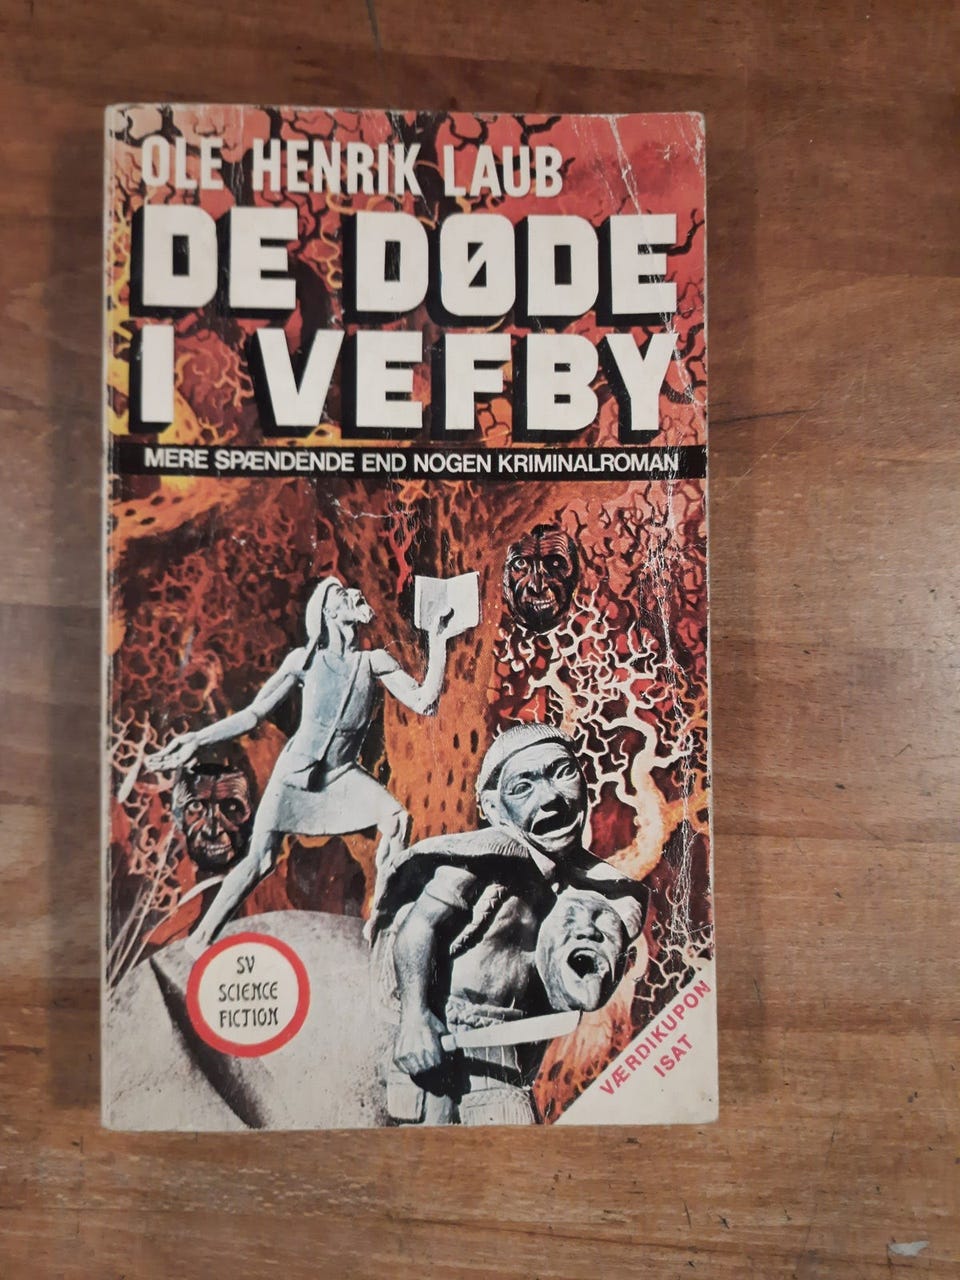 OLE HENRIK LAUB
DE DØDE
I VEFBY
MERE SPÆNDENDE END NOGEN KRIMINALROMAN
SV
SCIENCE
FICTION
VÆRDIKUPON
ISAT